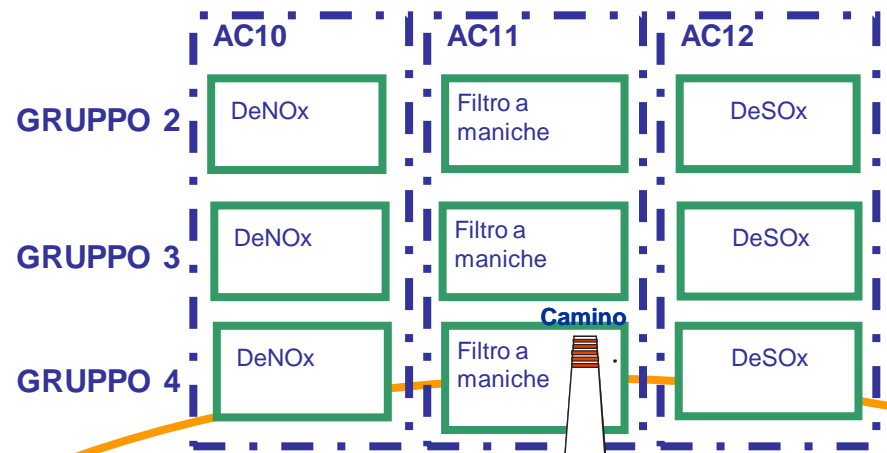 AC10 AC11 AC12
GRUPPO 2 DeNOx Filtro a maniche DeSOx
GRUPPO 3 DeNOx Filtro a maniche DeSOx
Camino
GRUPPO 4 DeNOx Filtro a maniche DeSOx